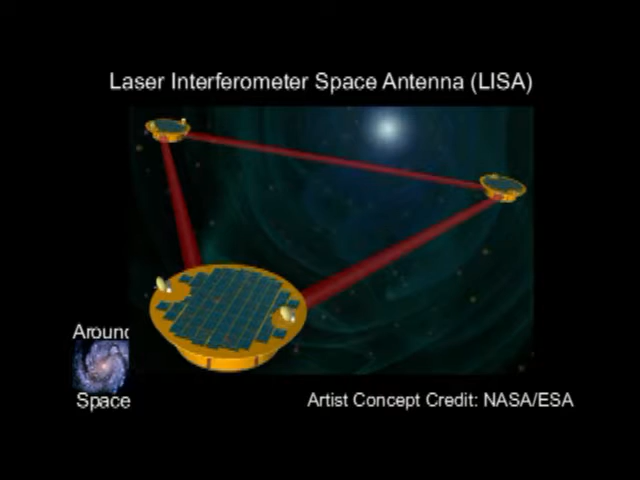 Laser Interferometer Space Antenna (LISA)
Around
Space
Artist Concept Credit: NASA/ESA